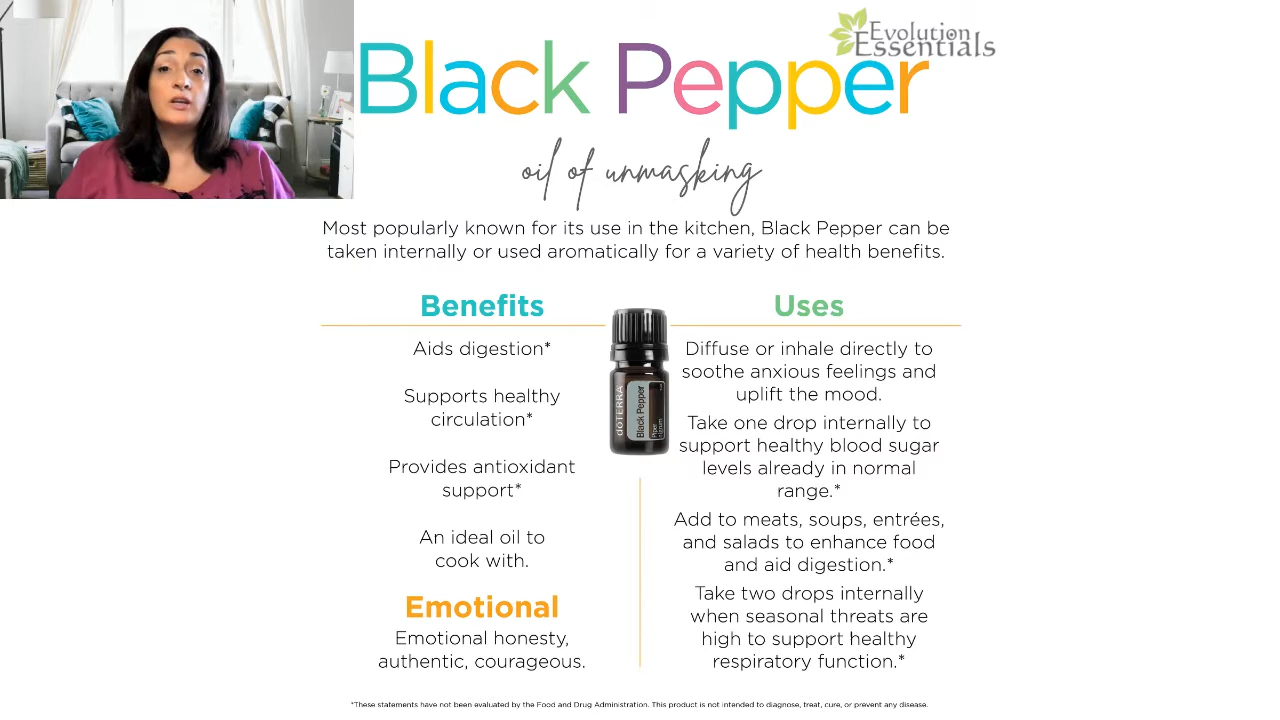 Evolution
Essentials
Black Pepper
oil of unmasking
Most popularly known for its use in the kitchen, Black Pepper can be
taken internally or used aromatically for a variety of health benefits.
Benefits
Aids digestion*
Supports healthy
circulation*
Provides antioxidant
support*
An ideal oil to
cook with.
Emotional
Emotional honesty,
authentic, courageous.
dōTERRA
Black Pepper
Piper
nigrum
Uses
Diffuse or inhale directly to
soothe anxious feelings and
uplift the mood.
Take one drop internally to
support healthy blood sugar
levels already in normal
range.*
Add to meats, soups, entrées,
and salads to enhance food
and aid digestion.*
Take two drops internally
when seasonal threats are
high to support healthy
respiratory function.*
*These statements have not been evaluated by the Food and Drug Administration. This product is not intended to diagnose, treat, cure, or prevent any disease.